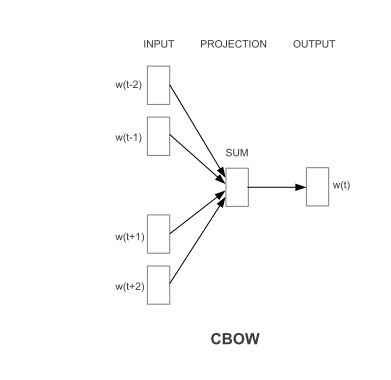 INPUT PROJECTION OUTPUT
w(t-2)
w(t-1)
SUM
w(t)
w(t+1)
w(t+2)
CBOW